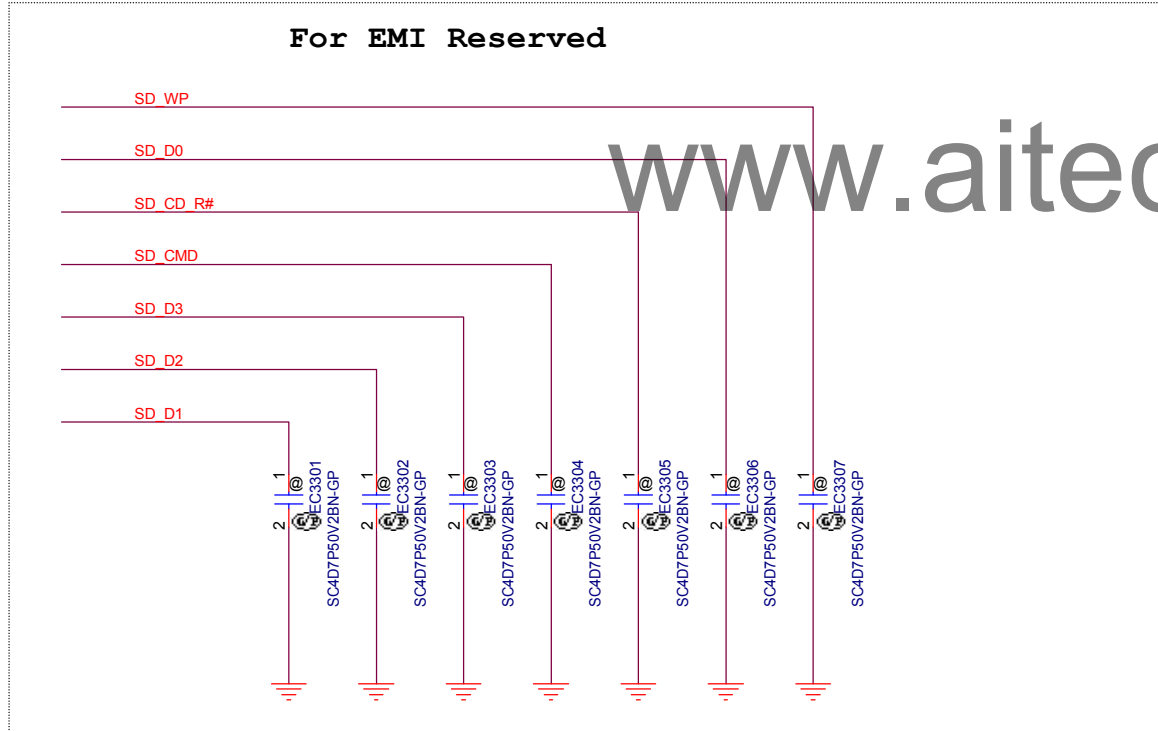 For EMI Reserved
SD_WP
www.aitec
SD_D0
SD_CD_R#
SD_CMD
SD_D3
SD_D2
SD_D1
1 @ 2 EC3301 SC4D7P50V2BN-GP
1 @ 2 EC3302 SC4D7P50V2BN-GP
1 @ 2 EC3303 SC4D7P50V2BN-GP
1 @ 2 EC3304 SC4D7P50V2BN-GP
1 @ 2 EC3305 SC4D7P50V2BN-GP
1 @ 2 EC3306 SC4D7P50V2BN-GP
1 @ 2 EC3307 SC4D7P50V2BN-GP